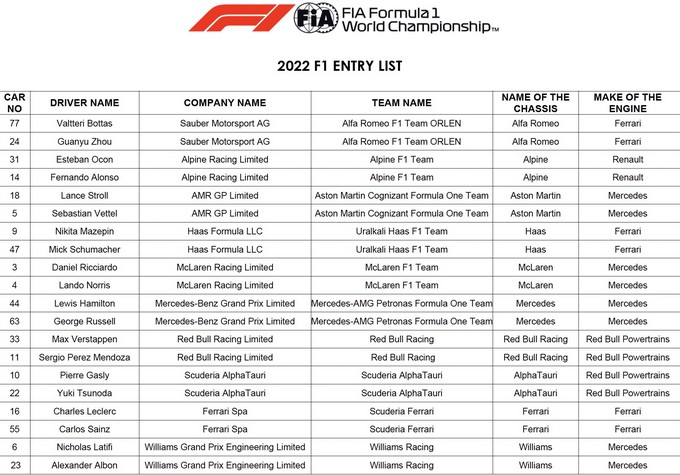 FIA
FIA Formula 1
World Championship™
2022 F1 ENTRY LIST
CAR NO DRIVER NAME COMPANY NAME TEAM NAME NAME OF THE CHASSIS MAKE OF THE ENGINE
77 Valtteri Bottas Sauber Motorsport AG Alfa Romeo F1 Team ORLEN Alfa Romeo Ferrari
24 Guanyu Zhou Sauber Motorsport AG Alfa Romeo F1 Team ORLEN Alfa Romeo Ferrari
31 Esteban Ocon Alpine Racing Limited Alpine F1 Team Alpine Renault
14 Fernando Alonso Alpine Racing Limited Alpine F1 Team Alpine Renault
18 Lance Stroll AMR GP Limited Aston Martin Cognizant Formula One Team Aston Martin Mercedes
5 Sebastian Vettel AMR GP Limited Aston Martin Cognizant Formula One Team Aston Martin Mercedes
9 Nikita Mazepin Haas Formula LLC Uralkali Haas F1 Team Haas Ferrari
47 Mick Schumacher Haas Formula LLC Uralkali Haas F1 Team Haas Ferrari
3 Daniel Ricciardo McLaren Racing Limited McLaren F1 Team McLaren Mercedes
4 Lando Norris McLaren Racing Limited McLaren F1 Team McLaren Mercedes
44 Lewis Hamilton Mercedes-Benz Grand Prix Limited Mercedes-AMG Petronas Formula One Team Mercedes Mercedes
63 George Russell Mercedes-Benz Grand Prix Limited Mercedes-AMG Petronas Formula One Team Mercedes Mercedes
33 Max Verstappen Red Bull Racing Limited Red Bull Racing Red Bull Racing Red Bull Powertrains
11 Sergio Perez Mendoza Red Bull Racing Limited Red Bull Racing Red Bull Racing Red Bull Powertrains
10 Pierre Gasly Scuderia AlphaTauri Scuderia AlphaTauri AlphaTauri Red Bull Powertrains
22 Yuki Tsunoda Scuderia AlphaTauri Scuderia AlphaTauri AlphaTauri Red Bull Powertrains
16 Charles Leclerc Ferrari Spa Scuderia Ferrari Ferrari Ferrari
55 Carlos Sainz Ferrari Spa Scuderia Ferrari Ferrari Ferrari
6 Nicholas Latifi Williams Grand Prix Engineering Limited Williams Racing Williams Mercedes
23 Alexander Albon Williams Grand Prix Engineering Limited Williams Racing Williams Mercedes